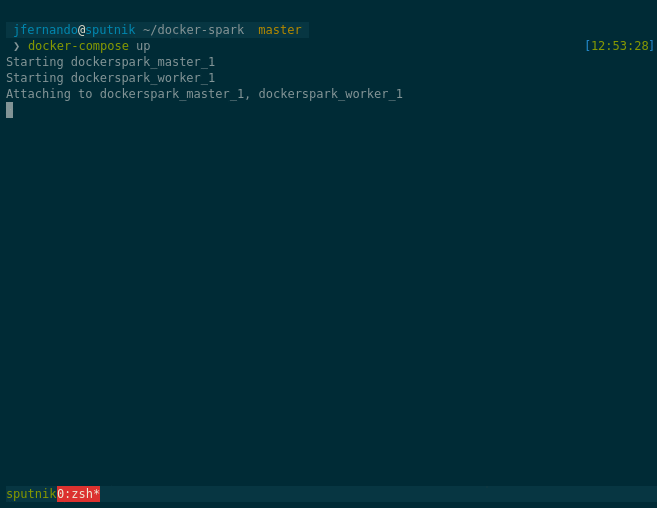 jfernando@sputnik ~/docker-spark master
❯ docker-compose up [12:53:28]
Starting dockerspark_master_1
Starting dockerspark_worker_1
Attaching to dockerspark_master_1, dockerspark_worker_1
sputnik 0:zsh*